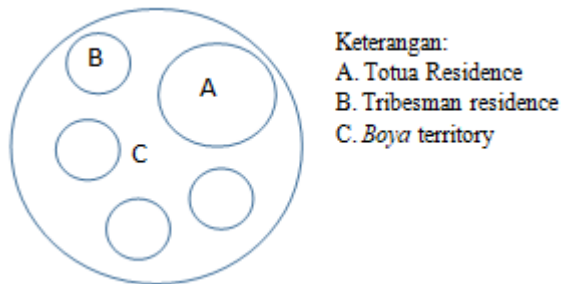 B
A
C
Keterangan:
A. Totua Residence
B. Tribesman residence
C. Boya territory